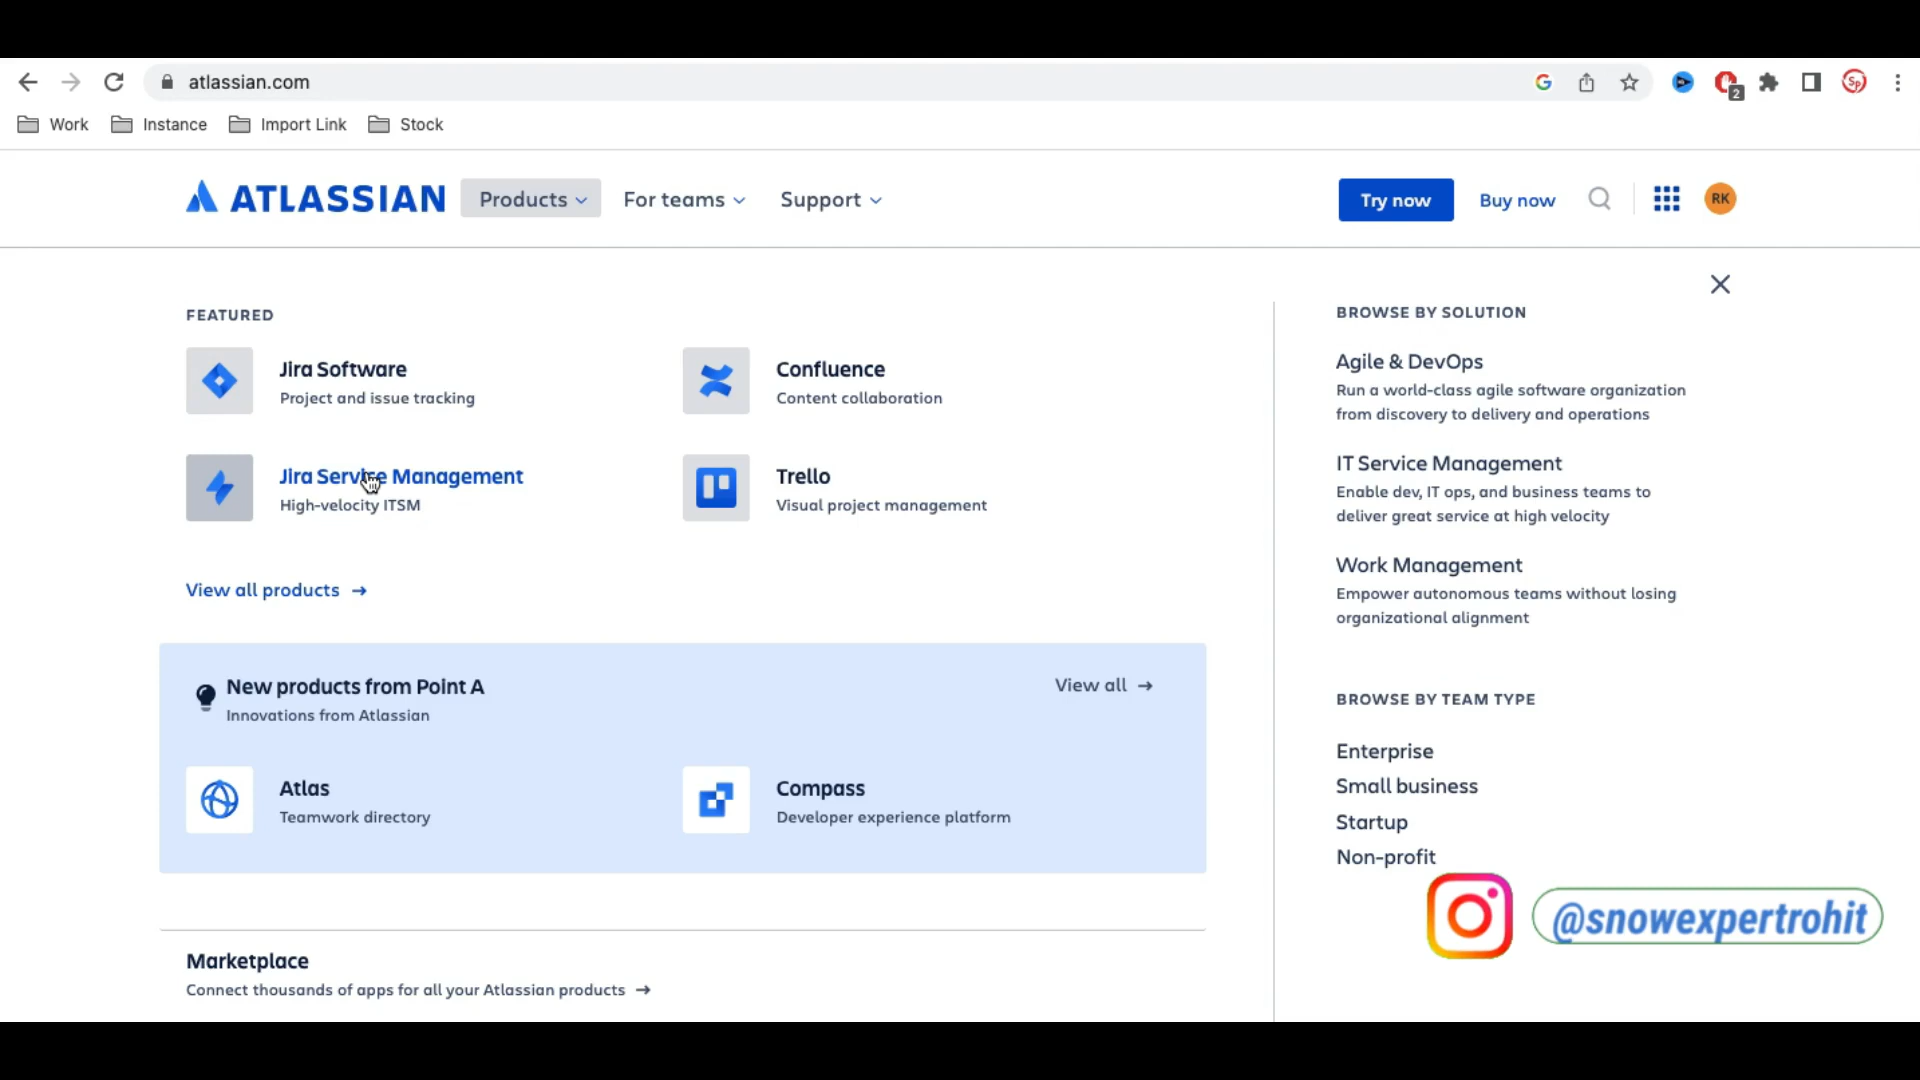 atlassian.com
2
Sp
Work Instance Import Link Stock
ATLASSIAN Products For teams Support Try now Buy now RK
FEATURED
Jira Software
Project and issue tracking
Confluence
Content collaboration
Jira Service Management
High-velocity ITSM
Trello
Visual project management
View all products →
New products from Point A
Innovations from Atlassian
View all →
Atlas
Teamwork directory
Compass
Developer experience platform
Marketplace
Connect thousands of apps for all your Atlassian products →
BROWSE BY SOLUTION
Agile & DevOps
Run a world-class agile software organization
from discovery to delivery and operations
IT Service Management
Enable dev, IT ops, and business teams to
deliver great service at high velocity
Work Management
Empower autonomous teams without losing
organizational alignment
BROWSE BY TEAM TYPE
Enterprise
Small business
Startup
Non-profit
@snowexpertrohit